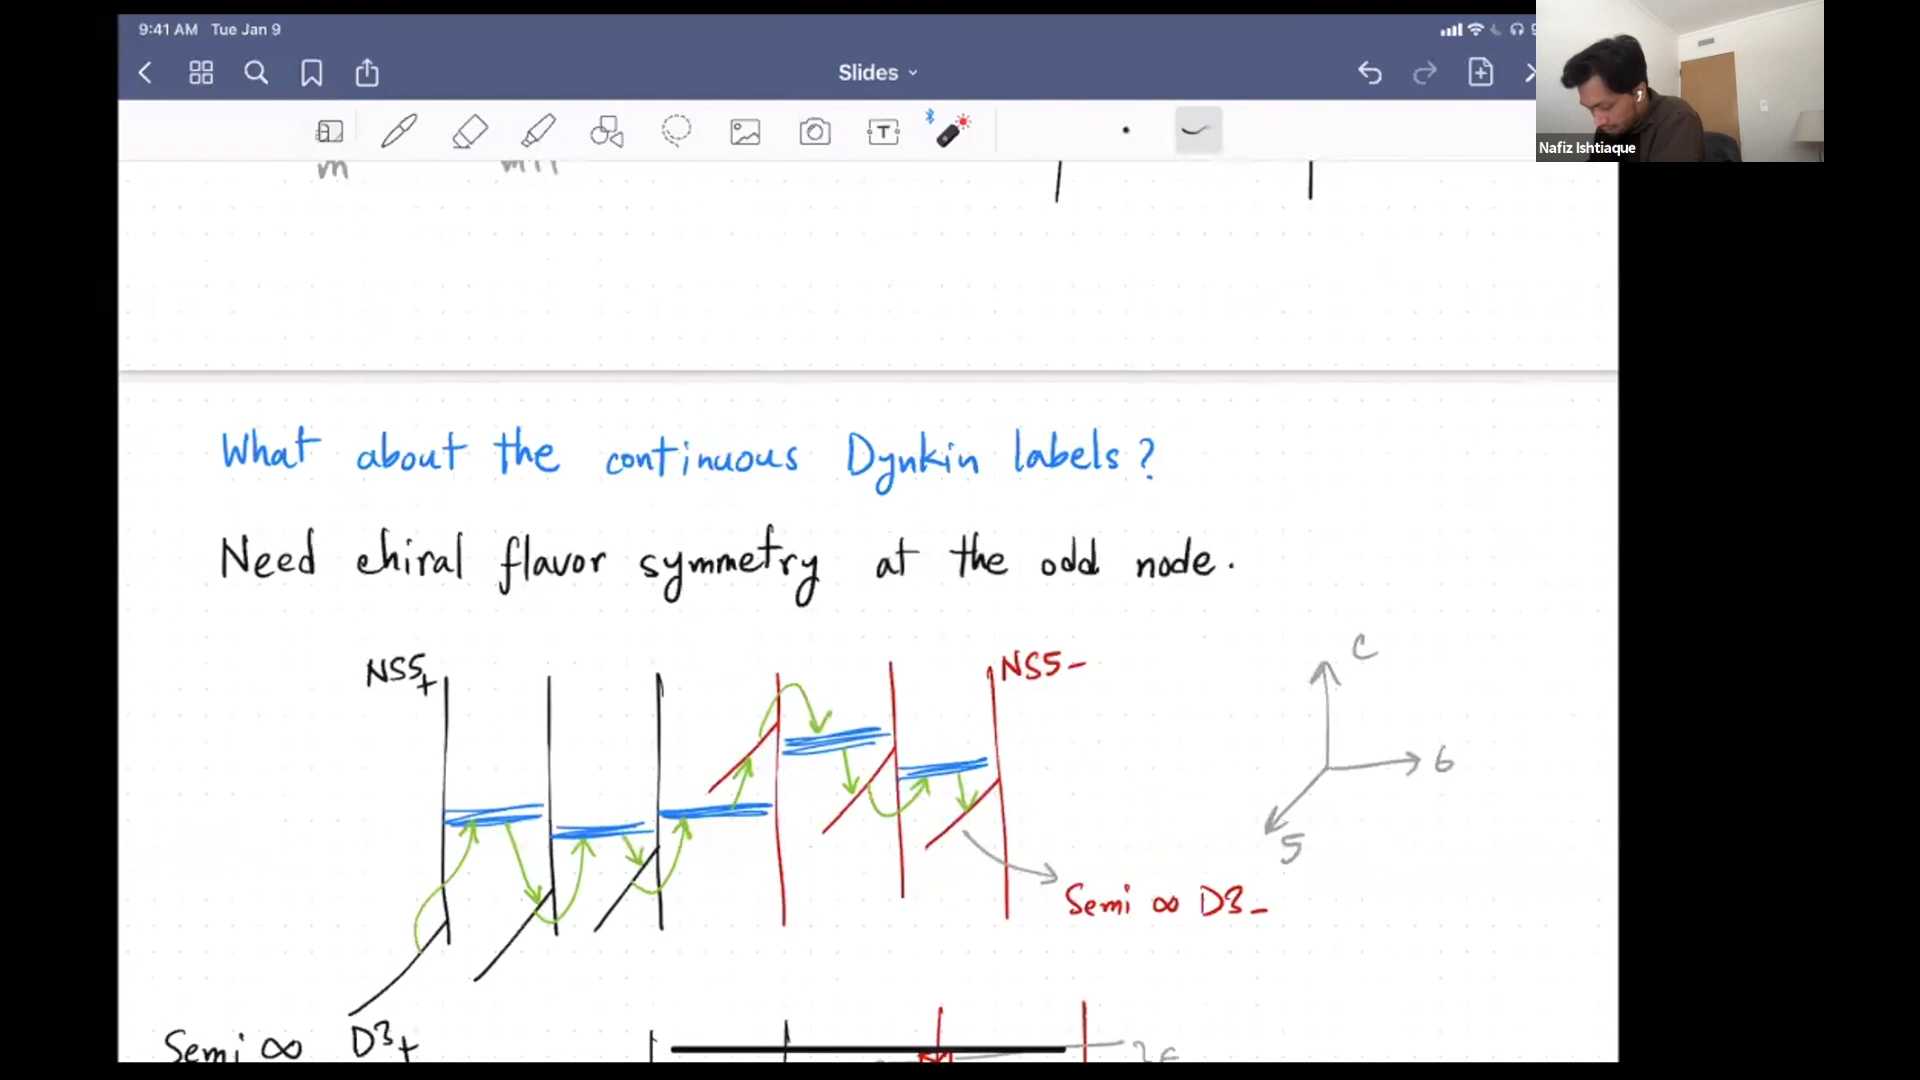 9:41 AM Tue Jan 9
Slides
T
Nafiz Ishtiaque
m
What about the continuous Dynkin labels?
Need chiral flavor symmetry at the odd node.
NS5+
NS5-
C
6
5
Semi ∞ D3-
Semi ∞ D3+